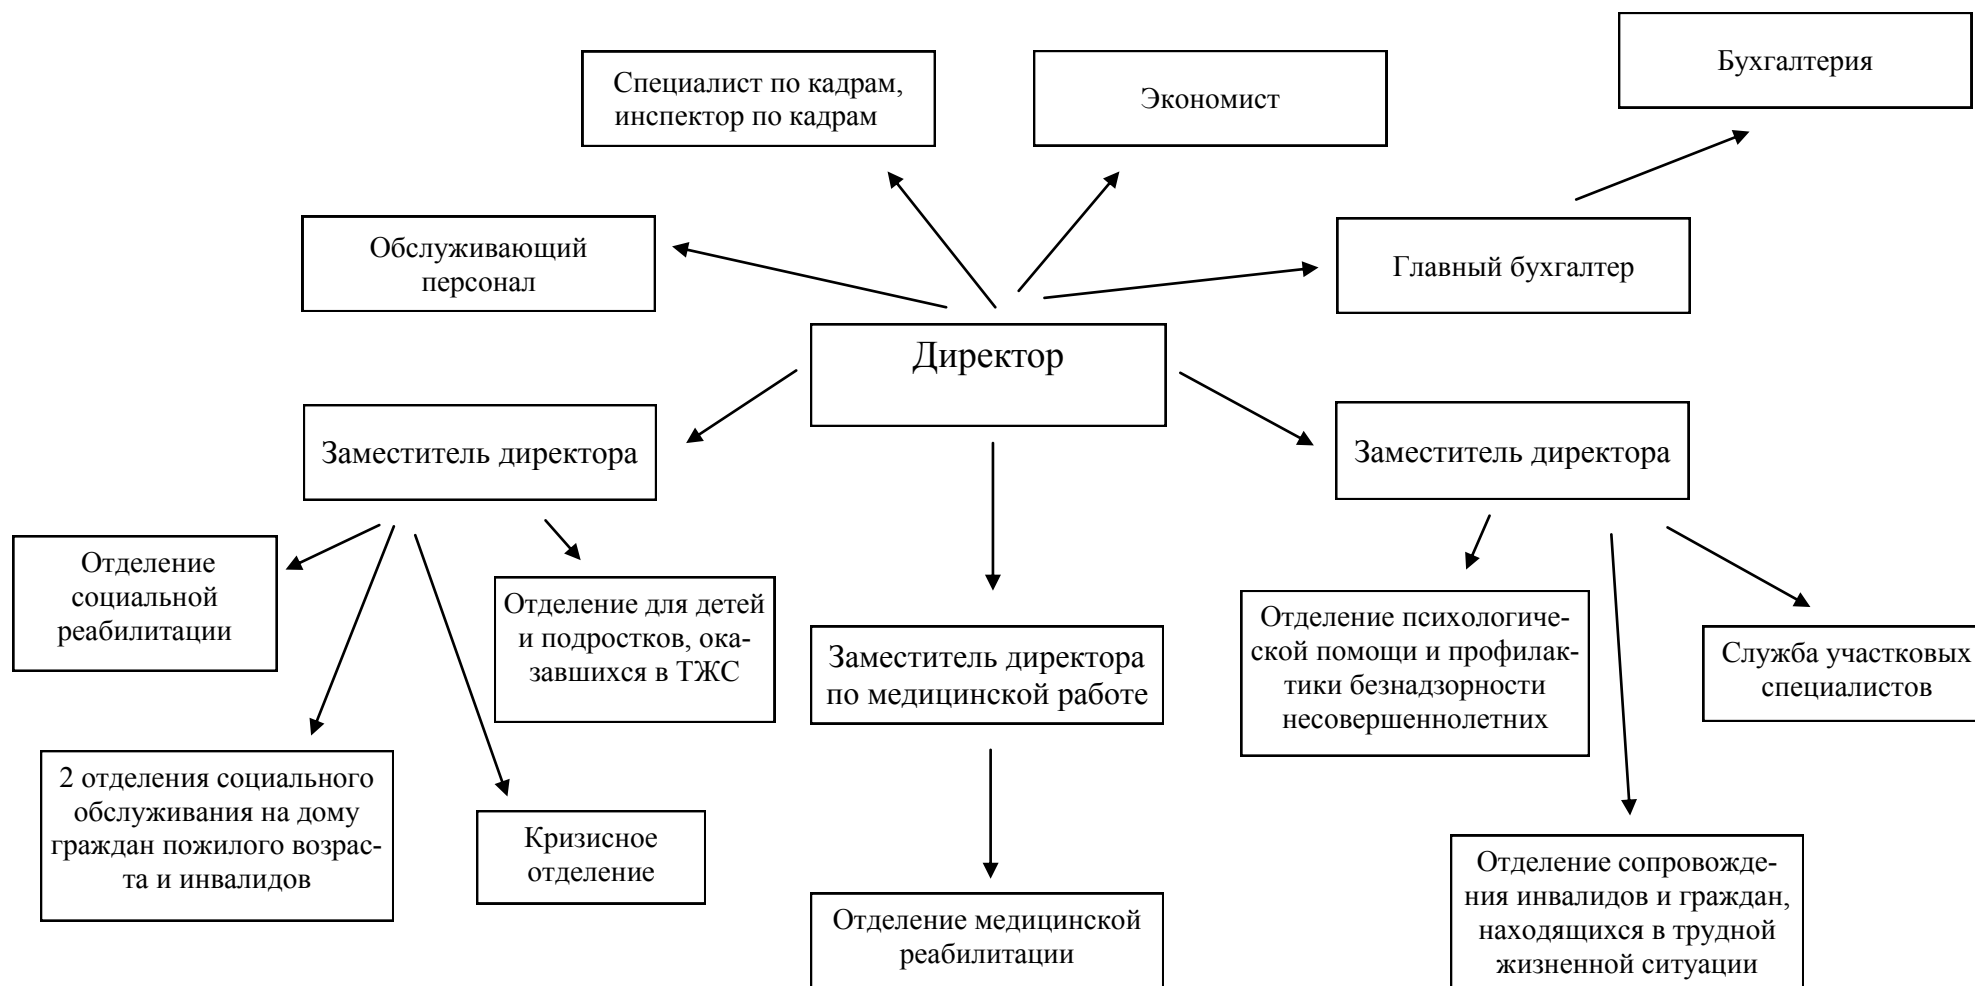 Бухгалтерия
Специалист по кадрам,
инспектор по кадрам
Экономист
Обслуживающий
персонал
Главный бухгалтер
Директор
Заместитель директора
Заместитель директора
Отделение
социальной
реабилитации
Отделение для детей
и подростков, ока-
завшихся в ТЖС
Заместитель директора
по медицинской работе
Отделение психологиче-
ской помощи и профилак-
тики безнадзорности
несовершеннолетних
Служба участковых
специалистов
2 отделения социального
обслуживания на дому
граждан пожилого возрас-
та и инвалидов
Кризисное
отделение
Отделение медицинской
реабилитации
Отделение сопровожде-
ния инвалидов и граждан,
находящихся в трудной
жизненной ситуации